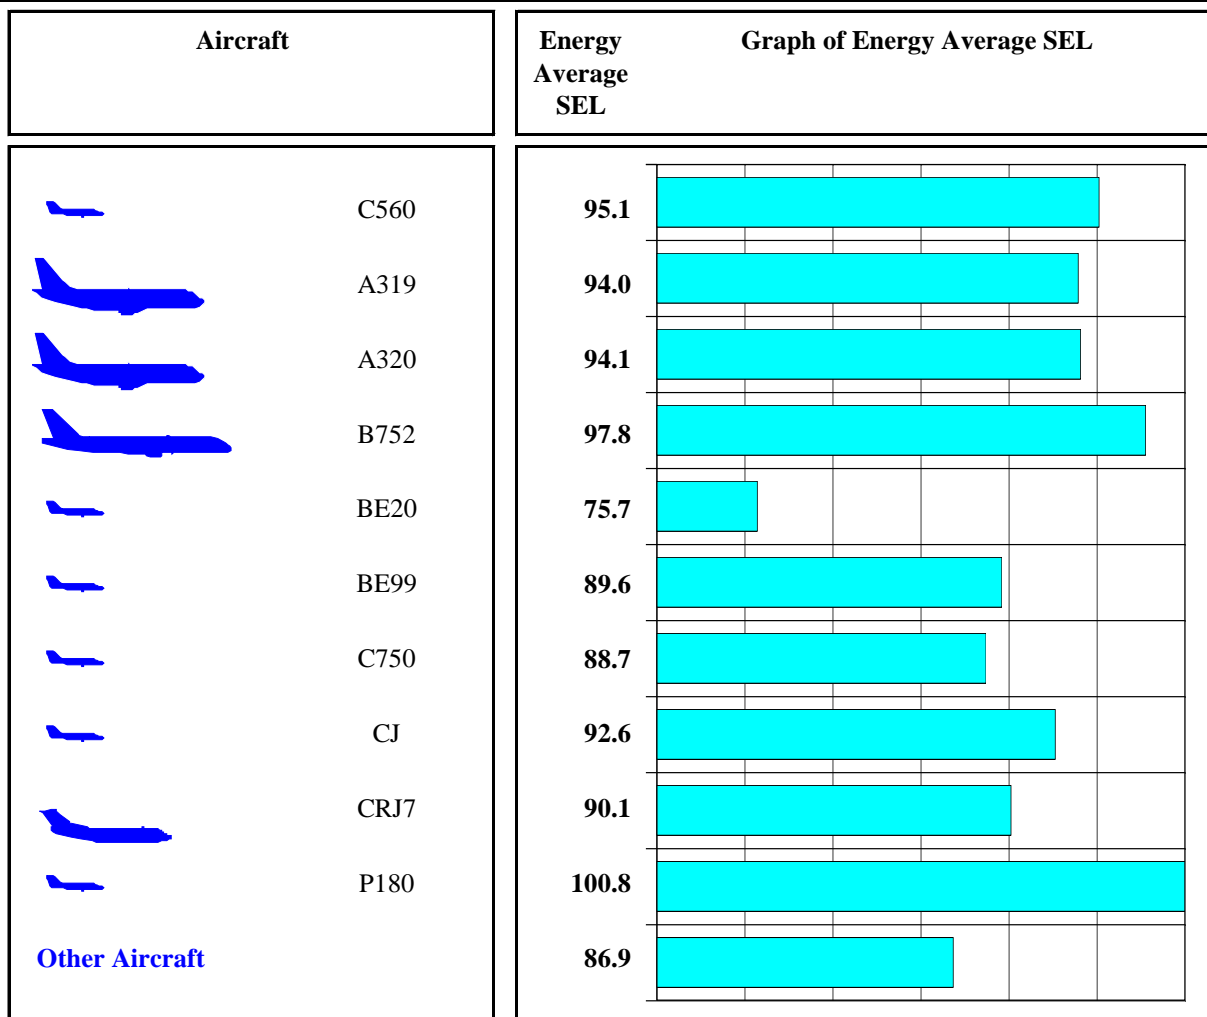 Aircraft
Energy
Average
SEL
Graph of Energy Average SEL
C560 95.1
A319 94.0
A320 94.1
B752 97.8
BE20 75.7
BE99 89.6
C750 88.7
CJ 92.6
CRJ7 90.1
P180 100.8
Other Aircraft 86.9